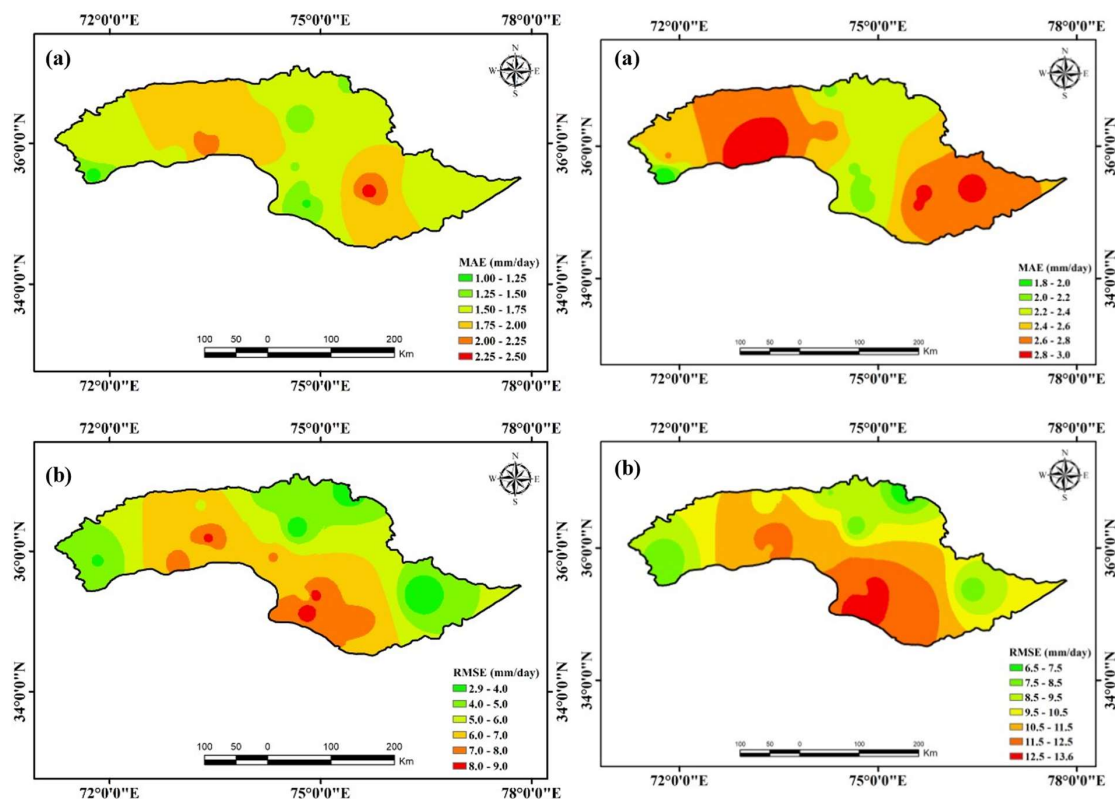 72°0'0"E 75°0'0"E 78°0'0"E
(a)
N
W E
S
36°0'0"N
34°0'0"N
36°0'0"N
34°0'0"N
MAE (mm/day)
1.00 - 1.25
1.25 - 1.50
1.50 - 1.75
1.75 - 2.00
2.00 - 2.25
2.25 - 2.50
100 50 0 100 200
Km
72°0'0"E 75°0'0"E 78°0'0"E
72°0'0"E 75°0'0"E 78°0'0"E
(a)
N
W E
S
36°0'0"N
34°0'0"N
36°0'0"N
34°0'0"N
MAE (mm/day)
1.8 - 2.0
2.0 - 2.2
2.2 - 2.4
2.4 - 2.6
2.6 - 2.8
2.8 - 3.0
100 50 0 100 200
Km
72°0'0"E 75°0'0"E 78°0'0"E
72°0'0"E 75°0'0"E 78°0'0"E
(b)
N
W E
S
36°0'0"N
34°0'0"N
36°0'0"N
34°0'0"N
RMSE (mm/day)
2.9 - 4.0
4.0 - 5.0
5.0 - 6.0
6.0 - 7.0
7.0 - 8.0
8.0 - 9.0
100 50 0 100 200
Km
72°0'0"E 75°0'0"E 78°0'0"E
72°0'0"E 75°0'0"E 78°0'0"E
(b)
N
W E
S
36°0'0"N
34°0'0"N
36°0'0"N
34°0'0"N
RMSE (mm/day)
6.5 - 7.5
7.5 - 8.5
8.5 - 9.5
9.5 - 10.5
10.5 - 11.5
11.5 - 12.5
12.5 - 13.6
100 50 0 100 200
Km
72°0'0"E 75°0'0"E 78°0'0"E